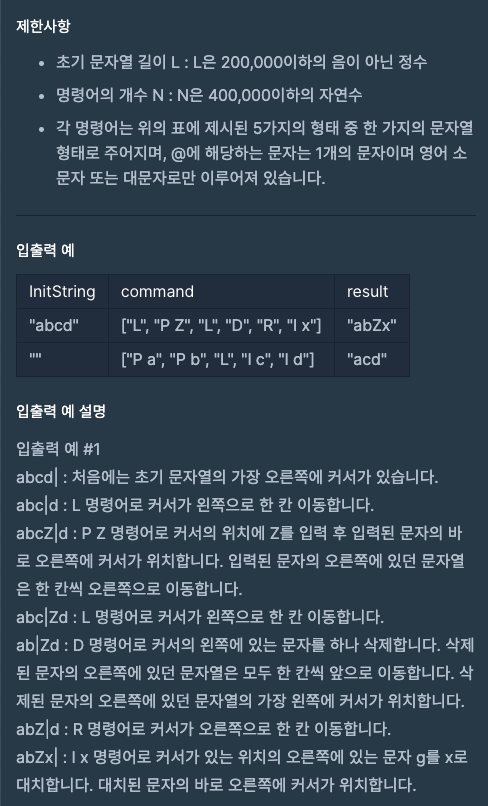 제한사항
• 초기 문자열 길이 L : L은 200,000이하의 음이 아닌 정수
• 명령어의 개수 N : N은 400,000이하의 자연수
• 각 명령어는 위의 표에 제시된 5가지의 형태 중 한 가지의 문자열
형태로 주어지며, @에 해당하는 문자는 1개의 문자이며 영어 소
문자 또는 대문자로만 이루어져 있습니다.
입출력 예
InitString command result
"abcd" ["L", "P Z", "L", "D", "R", "I x"] "abZx"
"" ["P a", "P b", "L", "I c", "I d"] "acd"
입출력 예 설명
입출력 예 #1
abcd| : 처음에는 초기 문자열의 가장 오른쪽에 커서가 있습니다.
abc|d : L 명령어로 커서가 왼쪽으로 한 칸 이동합니다.
abcZ|d : P Z 명령어로 커서의 위치에 Z를 입력 후 입력된 문자의 바
로 오른쪽에 커서가 위치합니다. 입력된 문자의 오른쪽에 있던 문자열
은 한 칸씩 오른쪽으로 이동합니다.
abc|Zd : L 명령어로 커서가 왼쪽으로 한 칸 이동합니다.
ab|Zd : D 명령어로 커서의 왼쪽에 있는 문자를 하나 삭제합니다. 삭제
된 문자의 오른쪽에 있던 문자열은 모두 한 칸씩 앞으로 이동합니다. 삭
제된 문자의 오른쪽에 있던 문자열의 가장 왼쪽에 커서가 위치합니다.
abZ|d : R 명령어로 커서가 오른쪽으로 한 칸 이동합니다.
abZx| : I x 명령어로 커서가 있는 위치의 오른쪽에 있는 문자 g를 x로
대치합니다. 대치된 문자의 바로 오른쪽에 커서가 위치합니다.